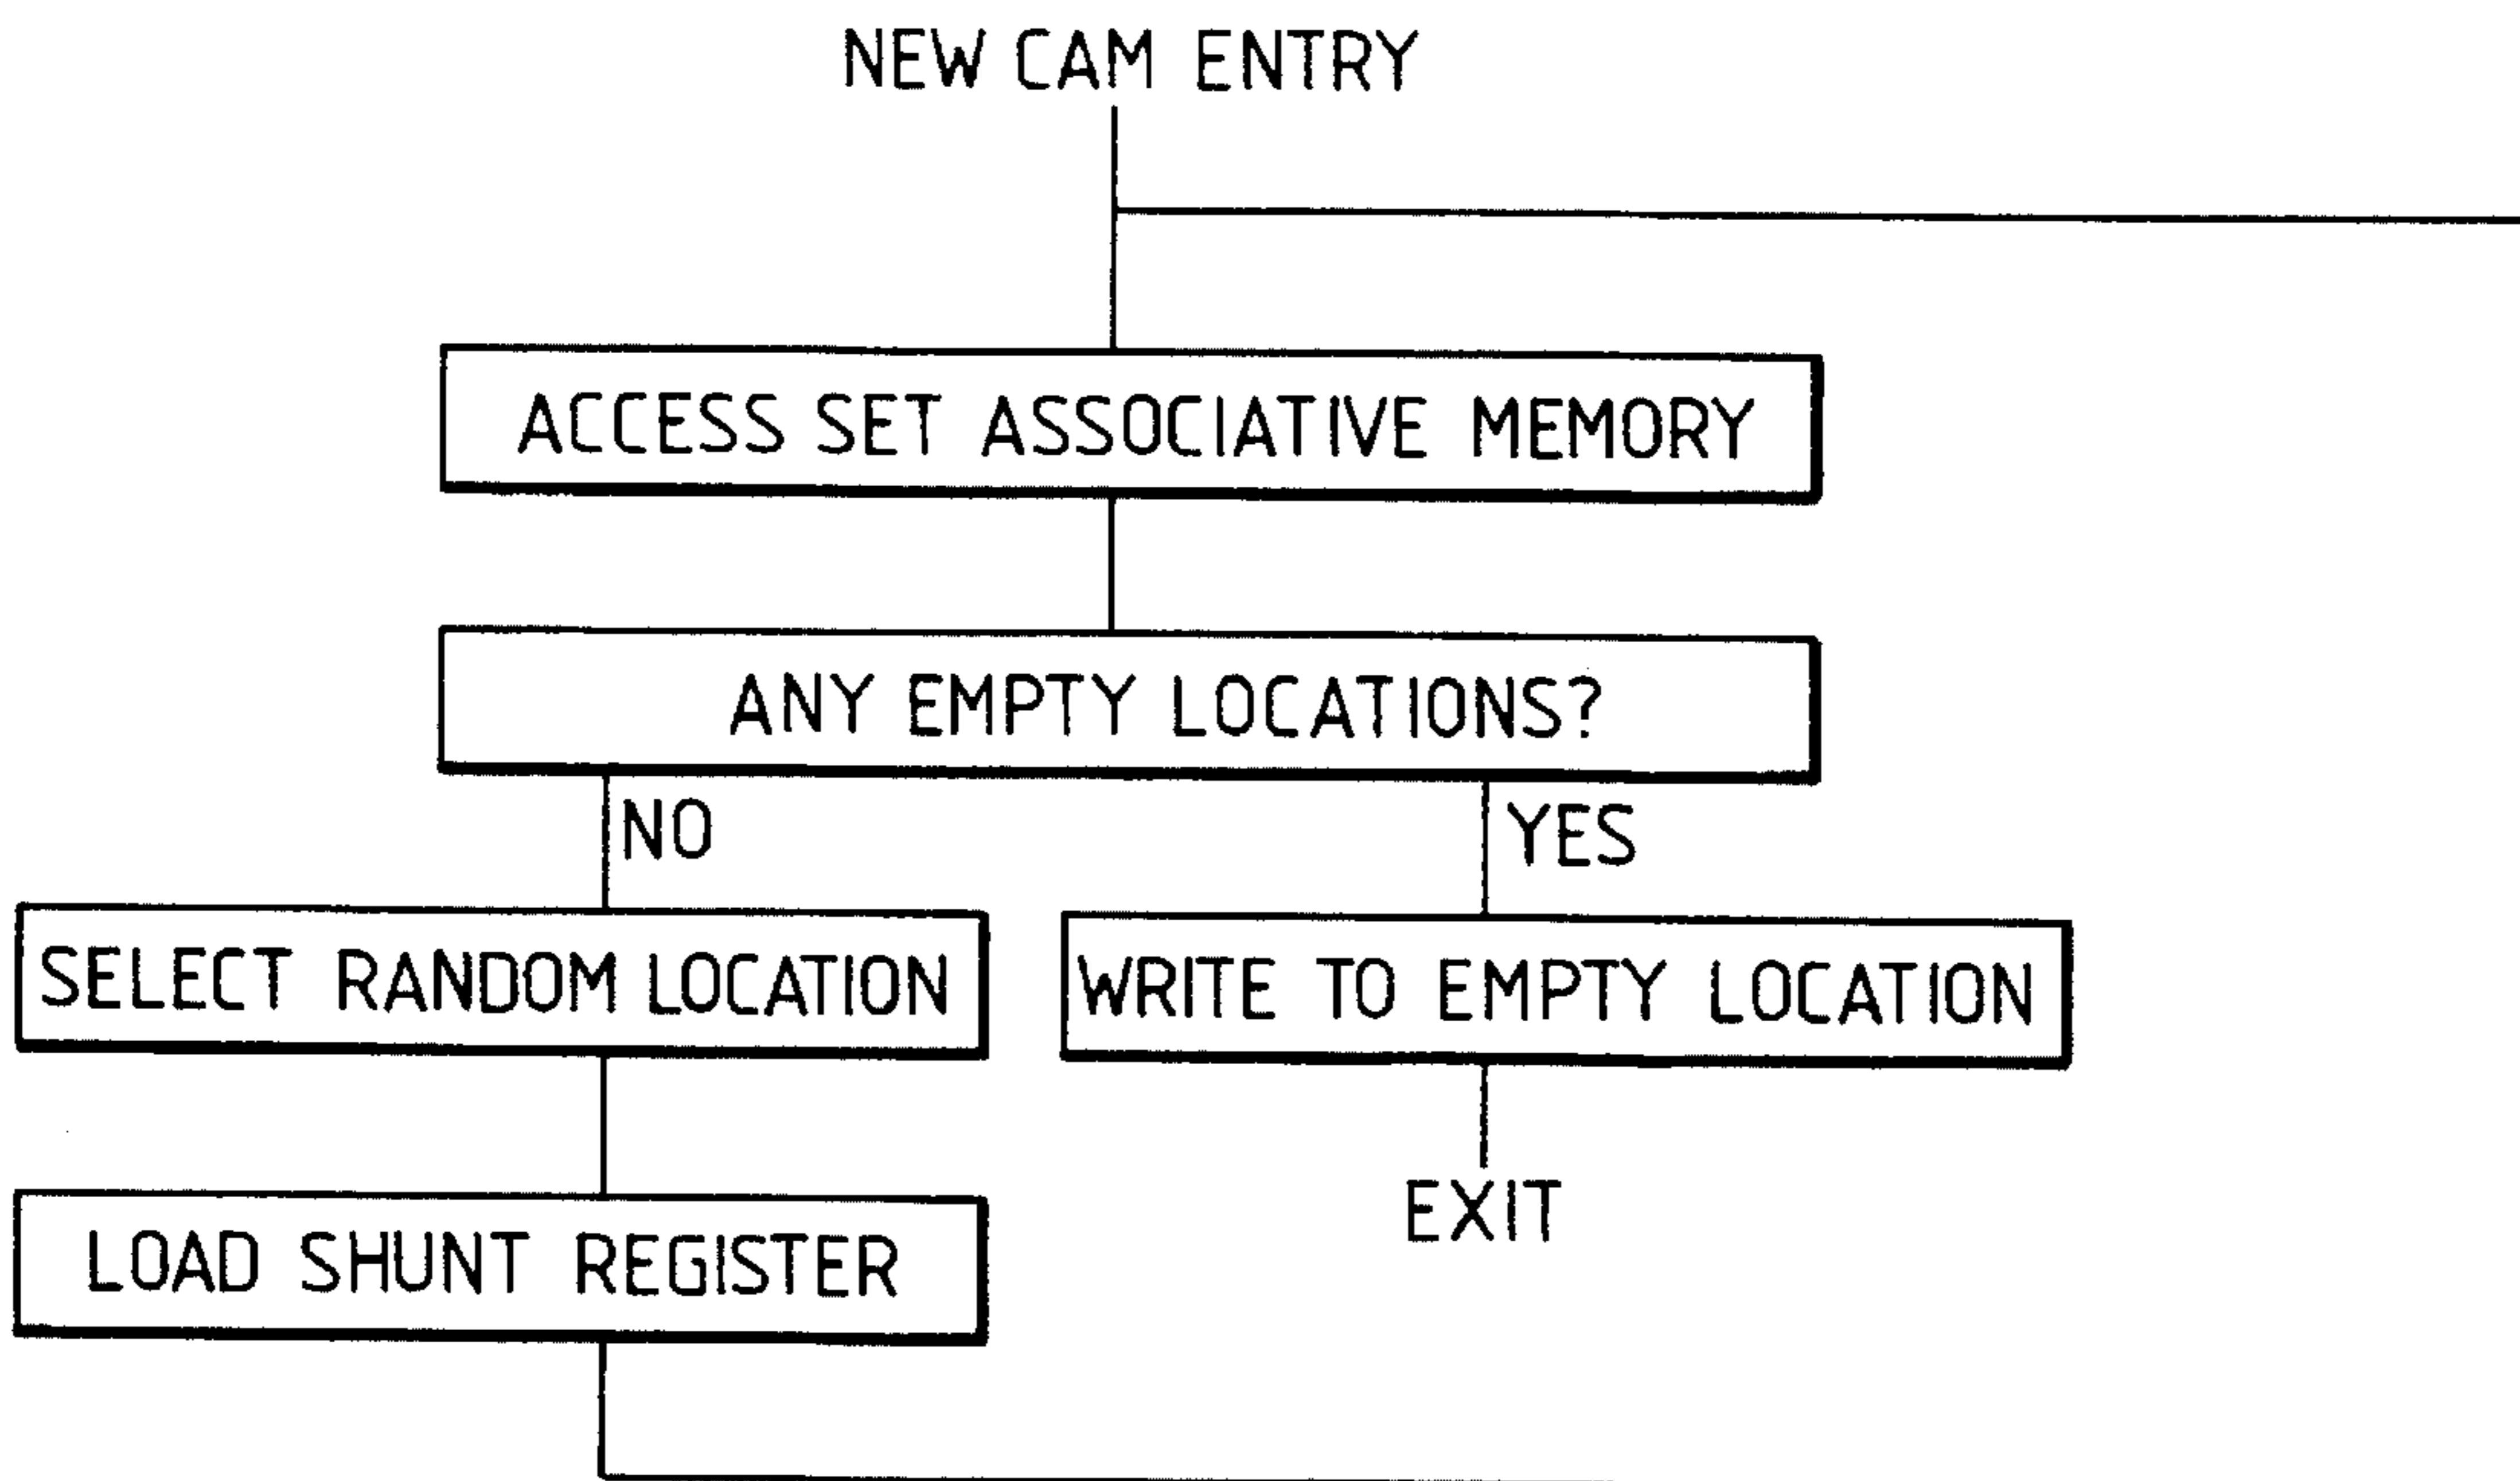 NEW CAM ENTRY
ACCESS SET ASSOCIATIVE MEMORY
ANY EMPTY LOCATIONS?
NO
YES
SELECT RANDOM LOCATION
WRITE TO EMPTY LOCATION
LOAD SHUNT REGISTER
EXIT